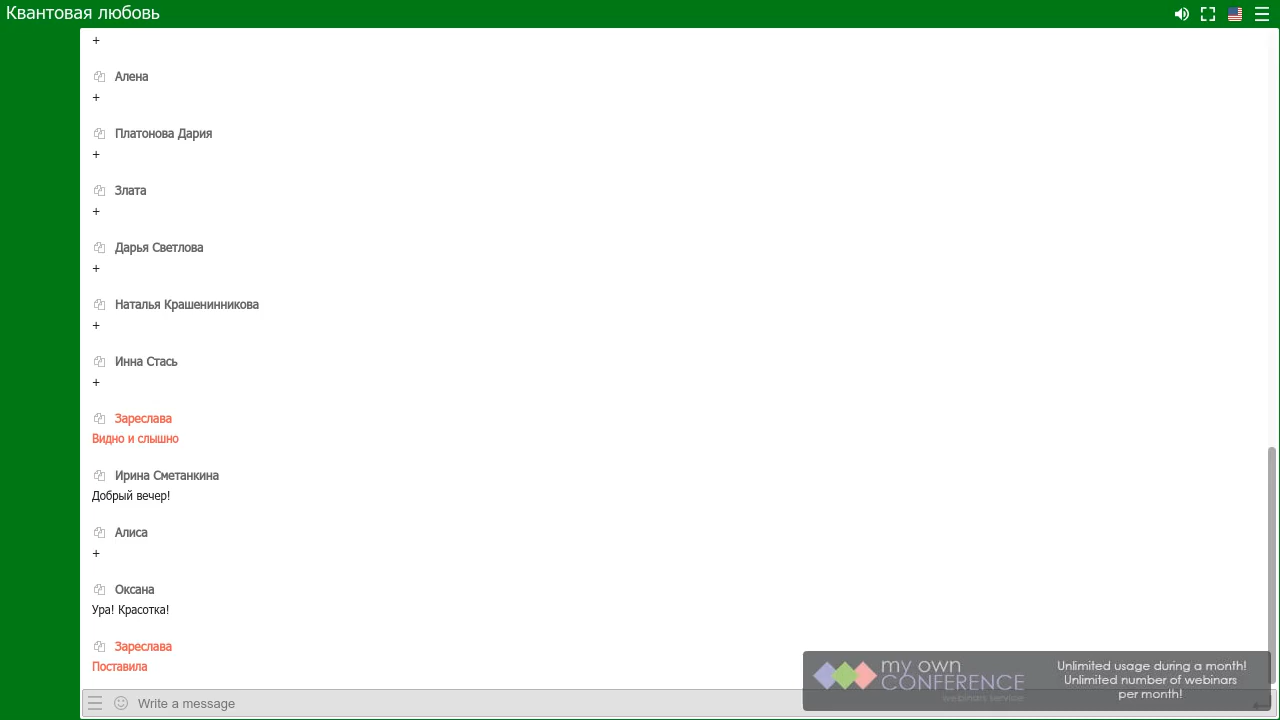 Квантовая любовь
+
Алена
+
Платонова Дария
+
Злата
+
Дарья Светлова
+
Наталья Крашенинникова
+
Инна Стась
+
Зареслава
Видно и слышно
Ирина Сметанкина
Добрый вечер!
Алиса
+
Оксана
Ура! Красотка!
Зареслава
Поставила
my own
CONFERENCE
webinars service
Unlimited usage during a month!
Unlimited number of webinars
per month!
Write a message